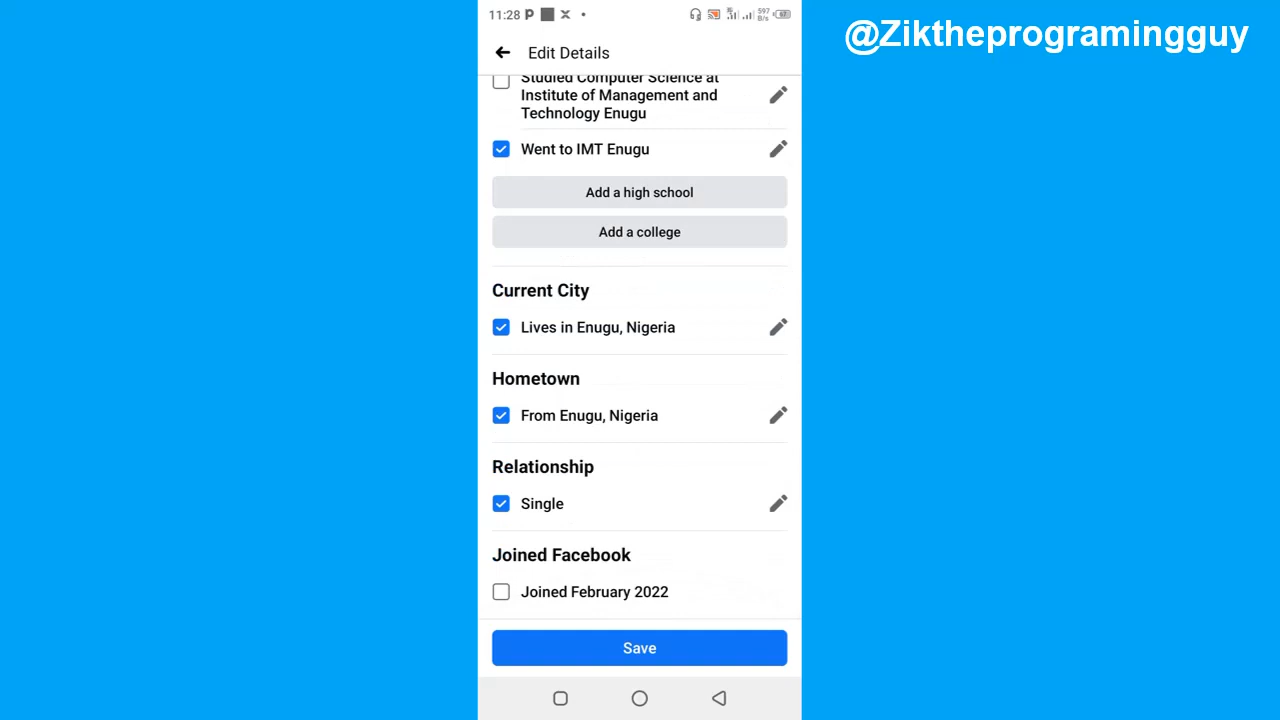 @Ziktheprogramingguy
11:28 P X
597
B/s
67
Edit Details
Studied Computer Science at
Institute of Management and
Technology Enugu
Went to IMT Enugu
Add a high school
Add a college
Current City
Lives in Enugu, Nigeria
Hometown
From Enugu, Nigeria
Relationship
Single
Joined Facebook
Joined February 2022
Save